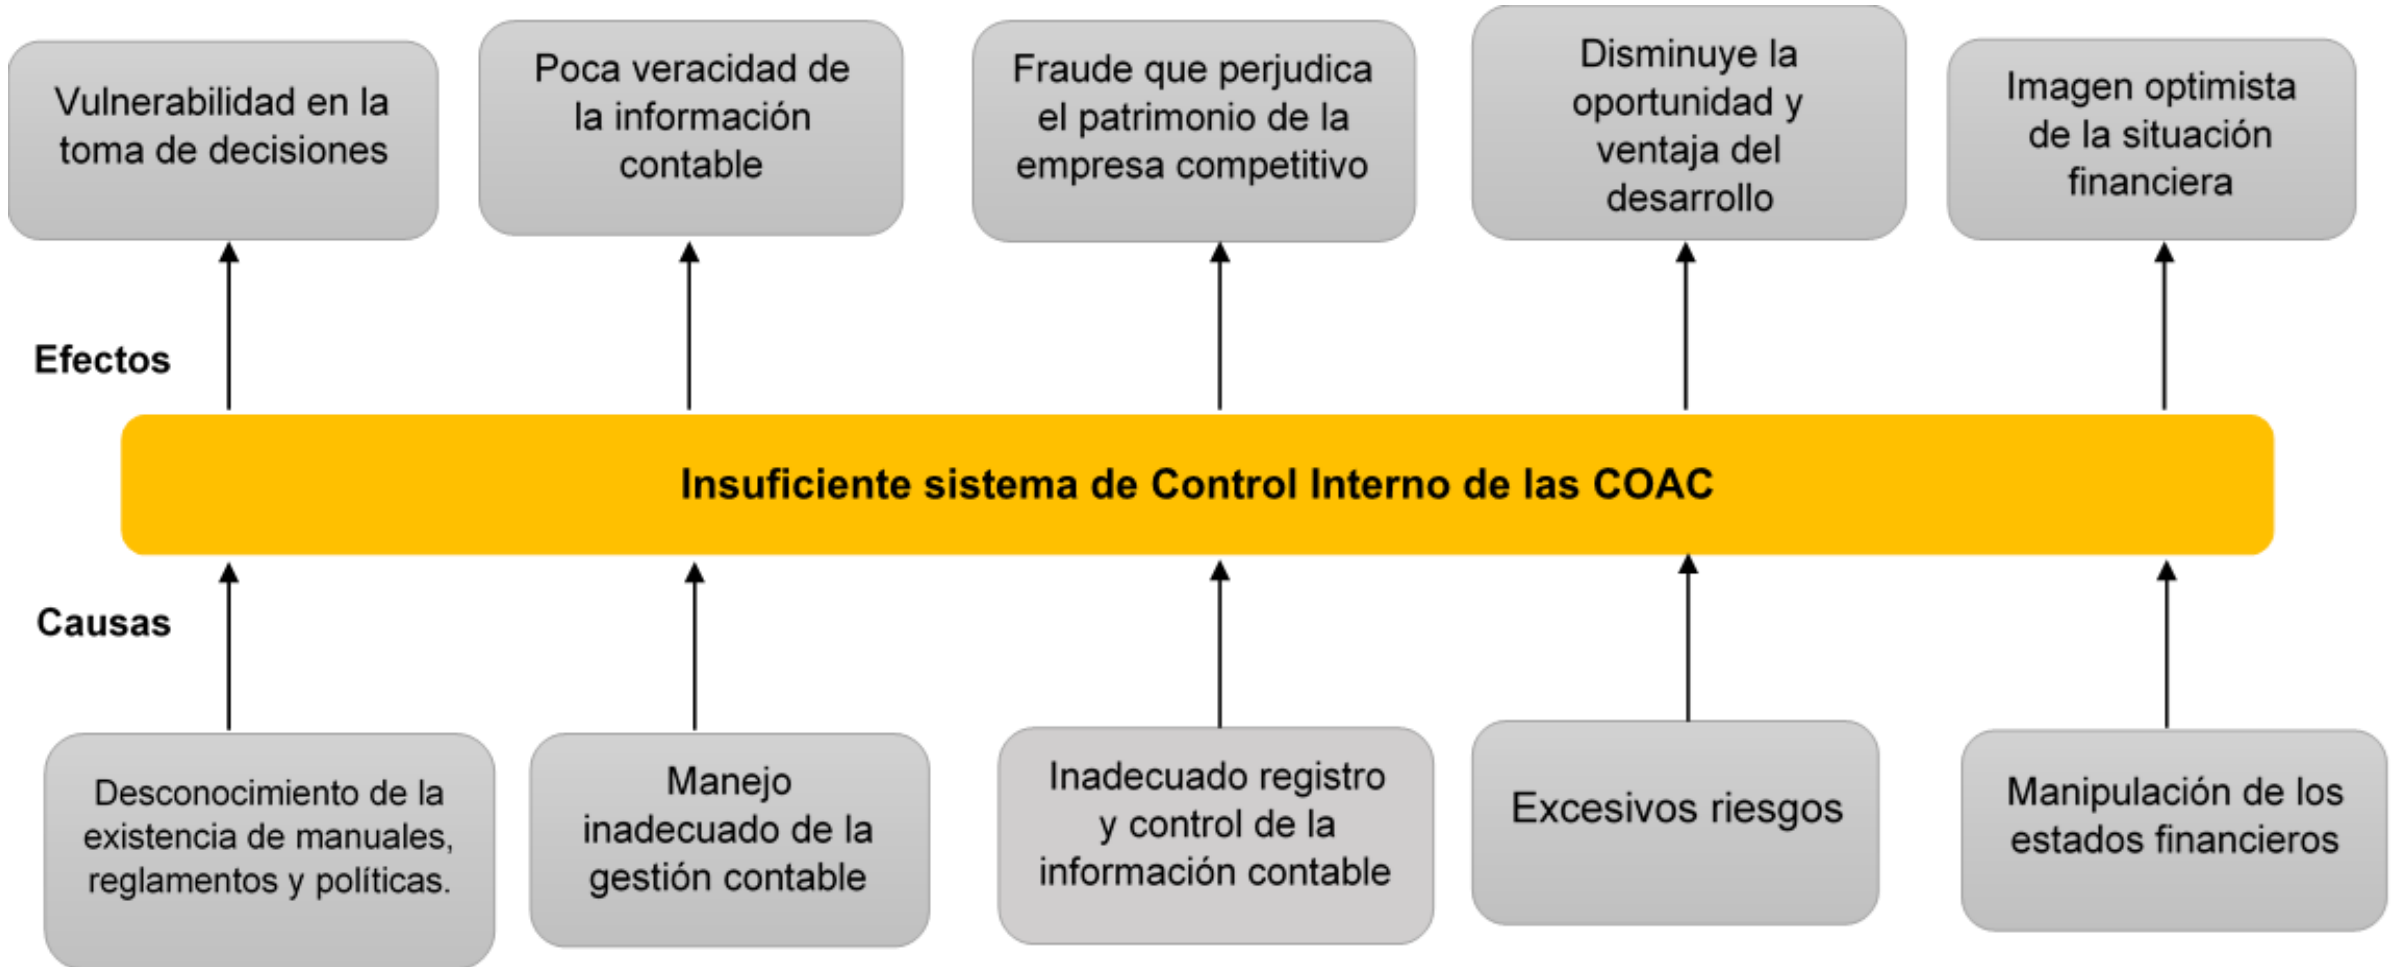 Vulnerabilidad en la
toma de decisiones
Poca veracidad de
la información
contable
Fraude que perjudica
el patrimonio de la
empresa competitivo
Disminuye la
oportunidad y
ventaja del
desarrollo
Imagen optimista
de la situación
financiera
Efectos
Insuficiente sistema de Control Interno de las COAC
Causas
Desconocimiento de la
existencia de manuales,
reglamentos y políticas.
Manejo
inadecuado de la
gestión contable
Inadecuado registro
y control de la
información contable
Excesivos riesgos
Manipulación de los
estados financieros